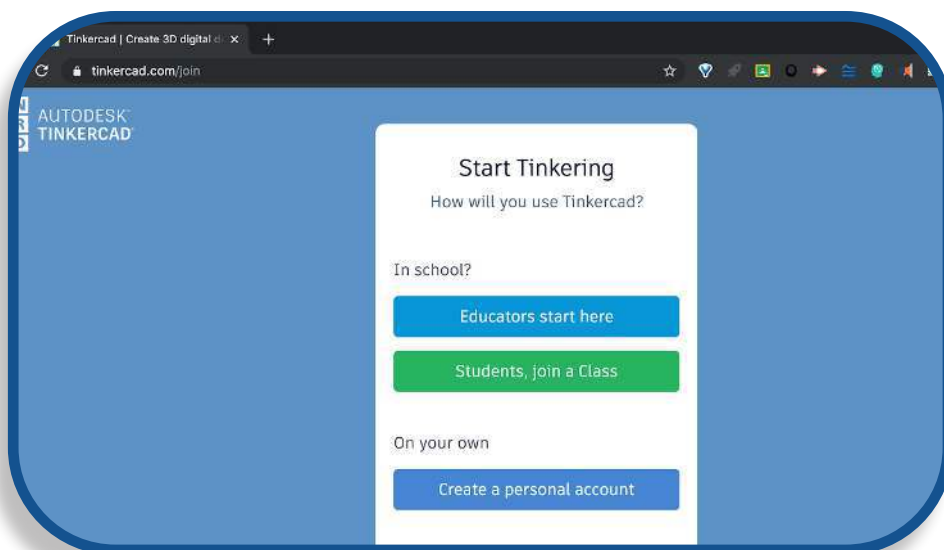 Tinkercad | Create 3D digital d
tinkercad.com/join
AUTODESK
TINKERCAD
Start Tinkering
How will you use Tinkercad?
In school?
Educators start here
Students, join a Class
On your own
Create a personal account